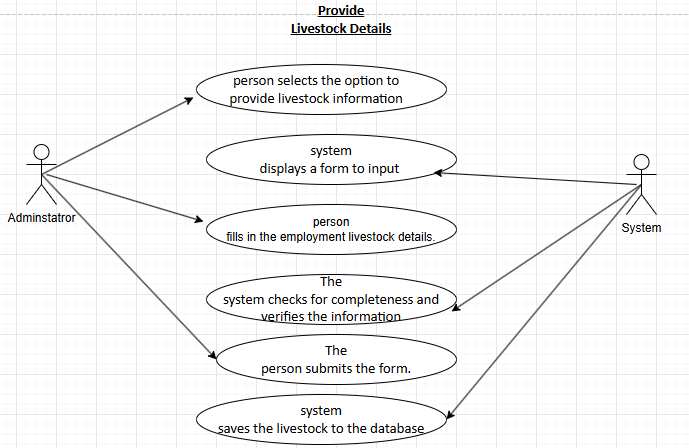 Provide
Livestock Details
person selects the option to
provide livestock information
system
displays a form to input
Adminstatror
person
fills in the employment livestock details.
System
The
system checks for completeness and
verifies the information
The
person submits the form.
system
saves the livestock to the database